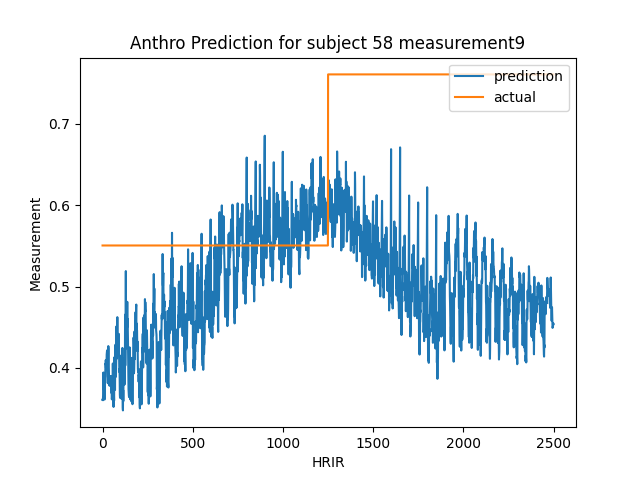 Anthro Prediction for subject 58 measurement9
prediction
actual
Measurement
0.7
0.6
0.5
0.4
0
500
1000
1500
2000
2500
HRIR